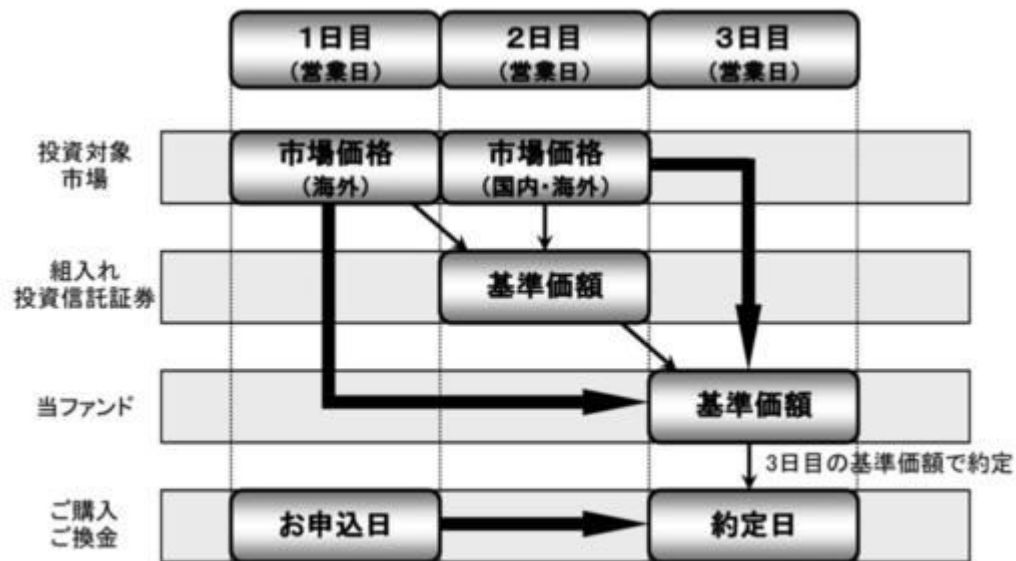 1日目
(営業日)
2日目
(営業日)
3日目
(営業日)
投資対象
市場
市場価格
(海外)
市場価格
(国内・海外)
組入れ
投資信託証券
基準価額
当ファンド
基準価額
3日目の基準価額で約定
ご購入
ご換金
お申込日
約定日